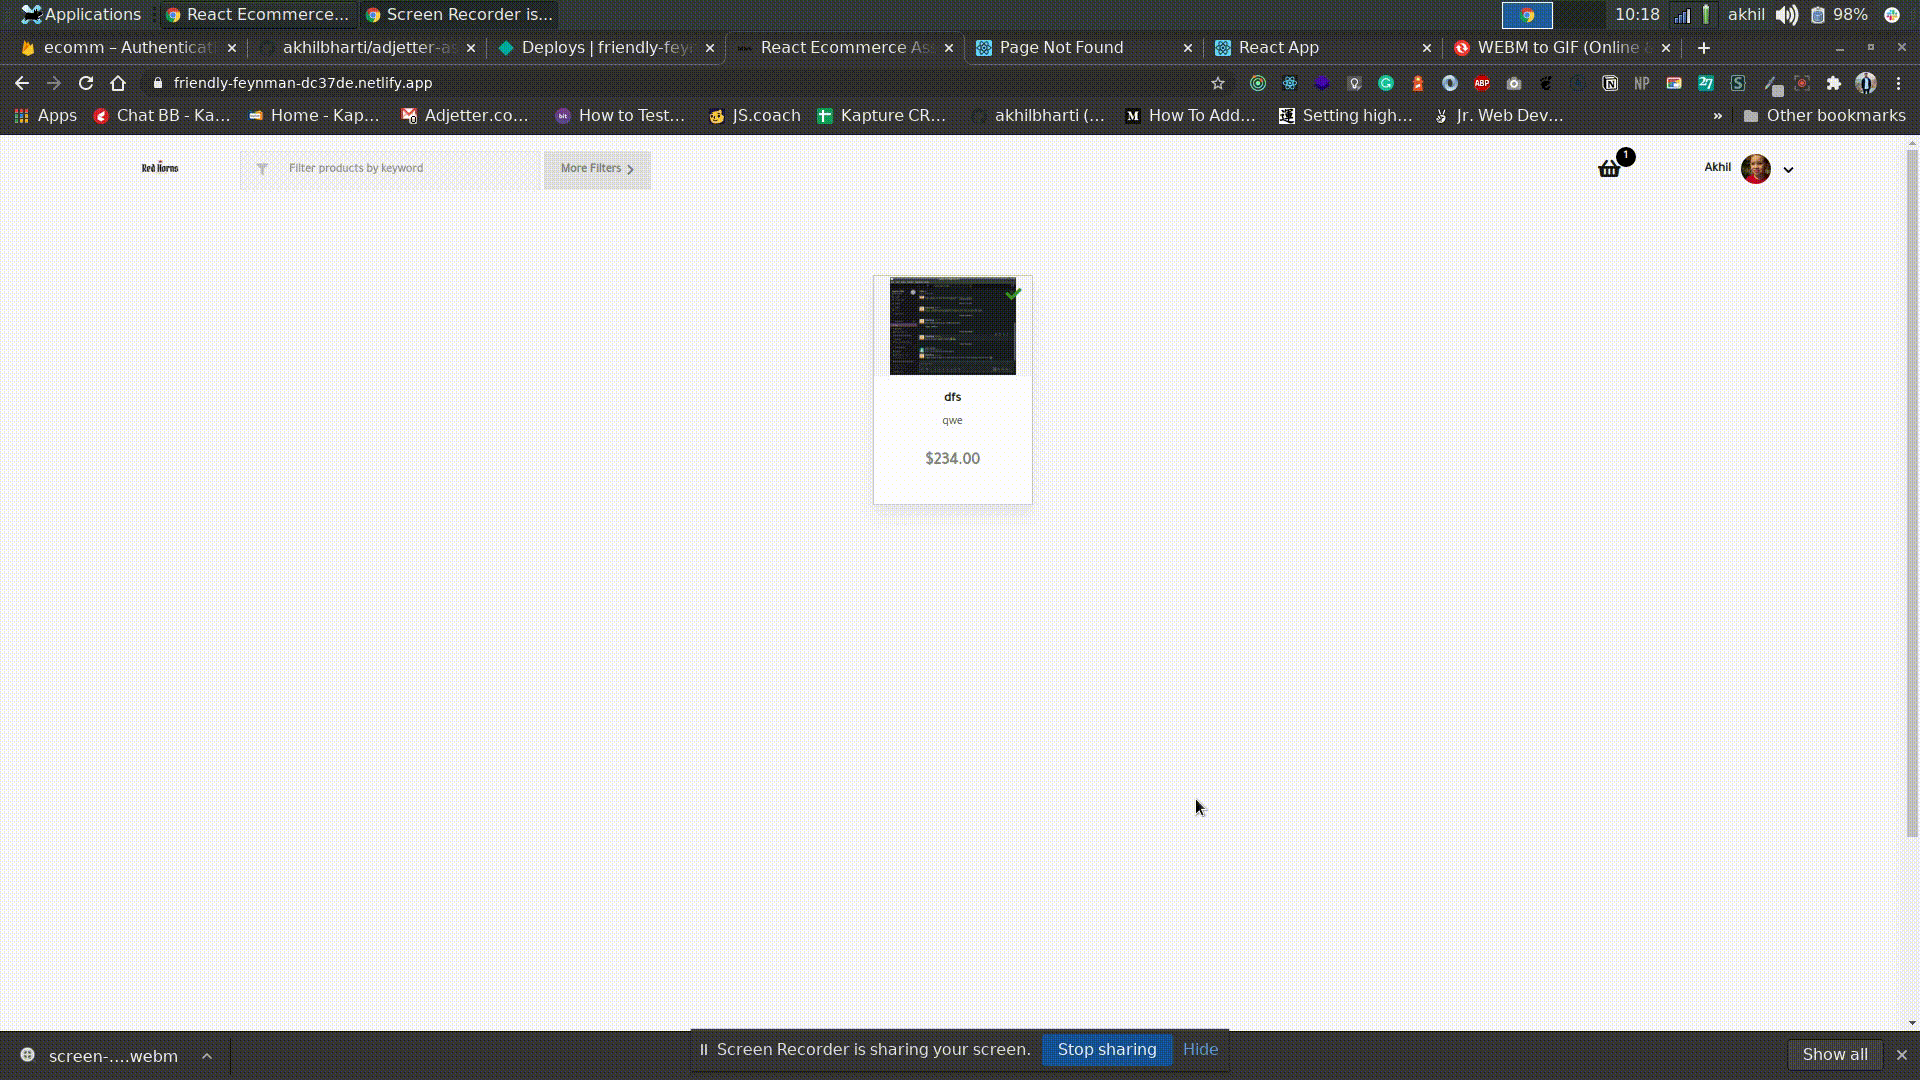 Applications React Ecommerce... Screen Recorder is... 10:18 akhil 98%
ecomm – Authenticat akhilbharti/adjetter-as Deploys | friendly-fey React Ecommerce As Page Not Found React App WEBM to GIF (Online &
friendly-feynman-dc37de.netlify.app
Apps Chat BB - Ka... Home - Kap... Adjetter.co... How to Test... JS.coach Kapture CR... akhilbharti (... How To Add... Setting high... Jr. Web Dev... » Other bookmarks
Red Horns Filter products by keyword More Filters 1 Akhil
dfs
qwe
$234.00
Screen Recorder is sharing your screen. Stop sharing Hide
screen-....webm Show all